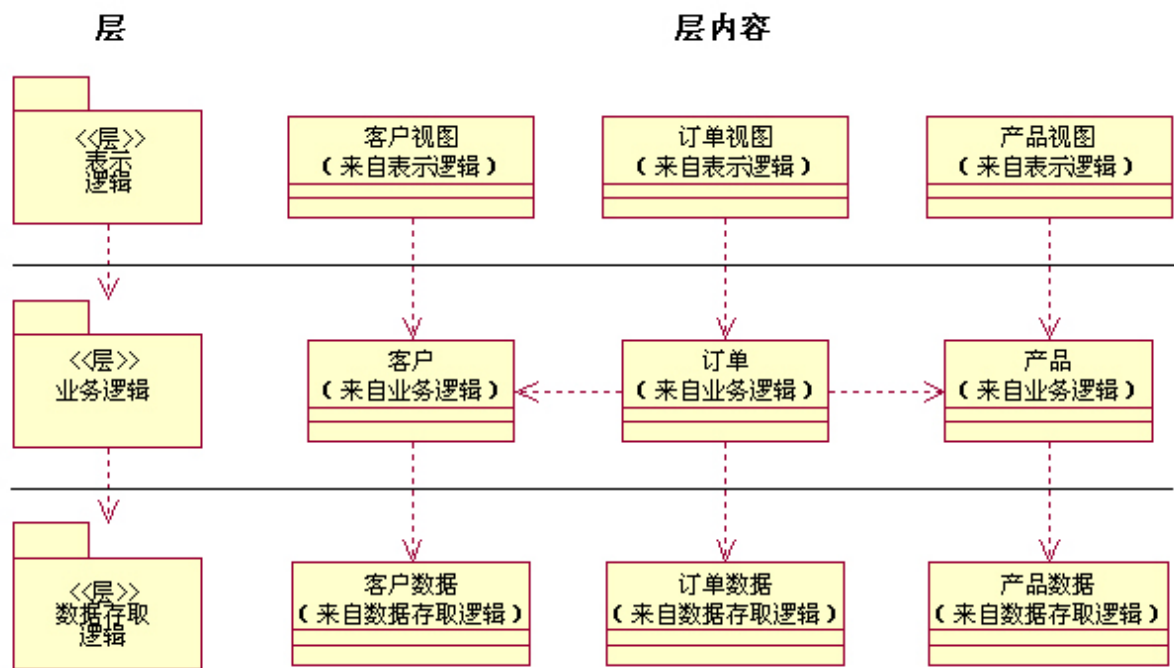 层
层内容
<<层>>
表示
逻辑
客户视图
(来自表示逻辑)
订单视图
(来自表示逻辑)
产品视图
(来自表示逻辑)
<<层>>
业务逻辑
客户
(来自业务逻辑)
订单
(来自业务逻辑)
产品
(来自业务逻辑)
<<层>>
数据存取
逻辑
客户数据
(来自数据存取逻辑)
订单数据
(来自数据存取逻辑)
产品数据
(来自数据存取逻辑)